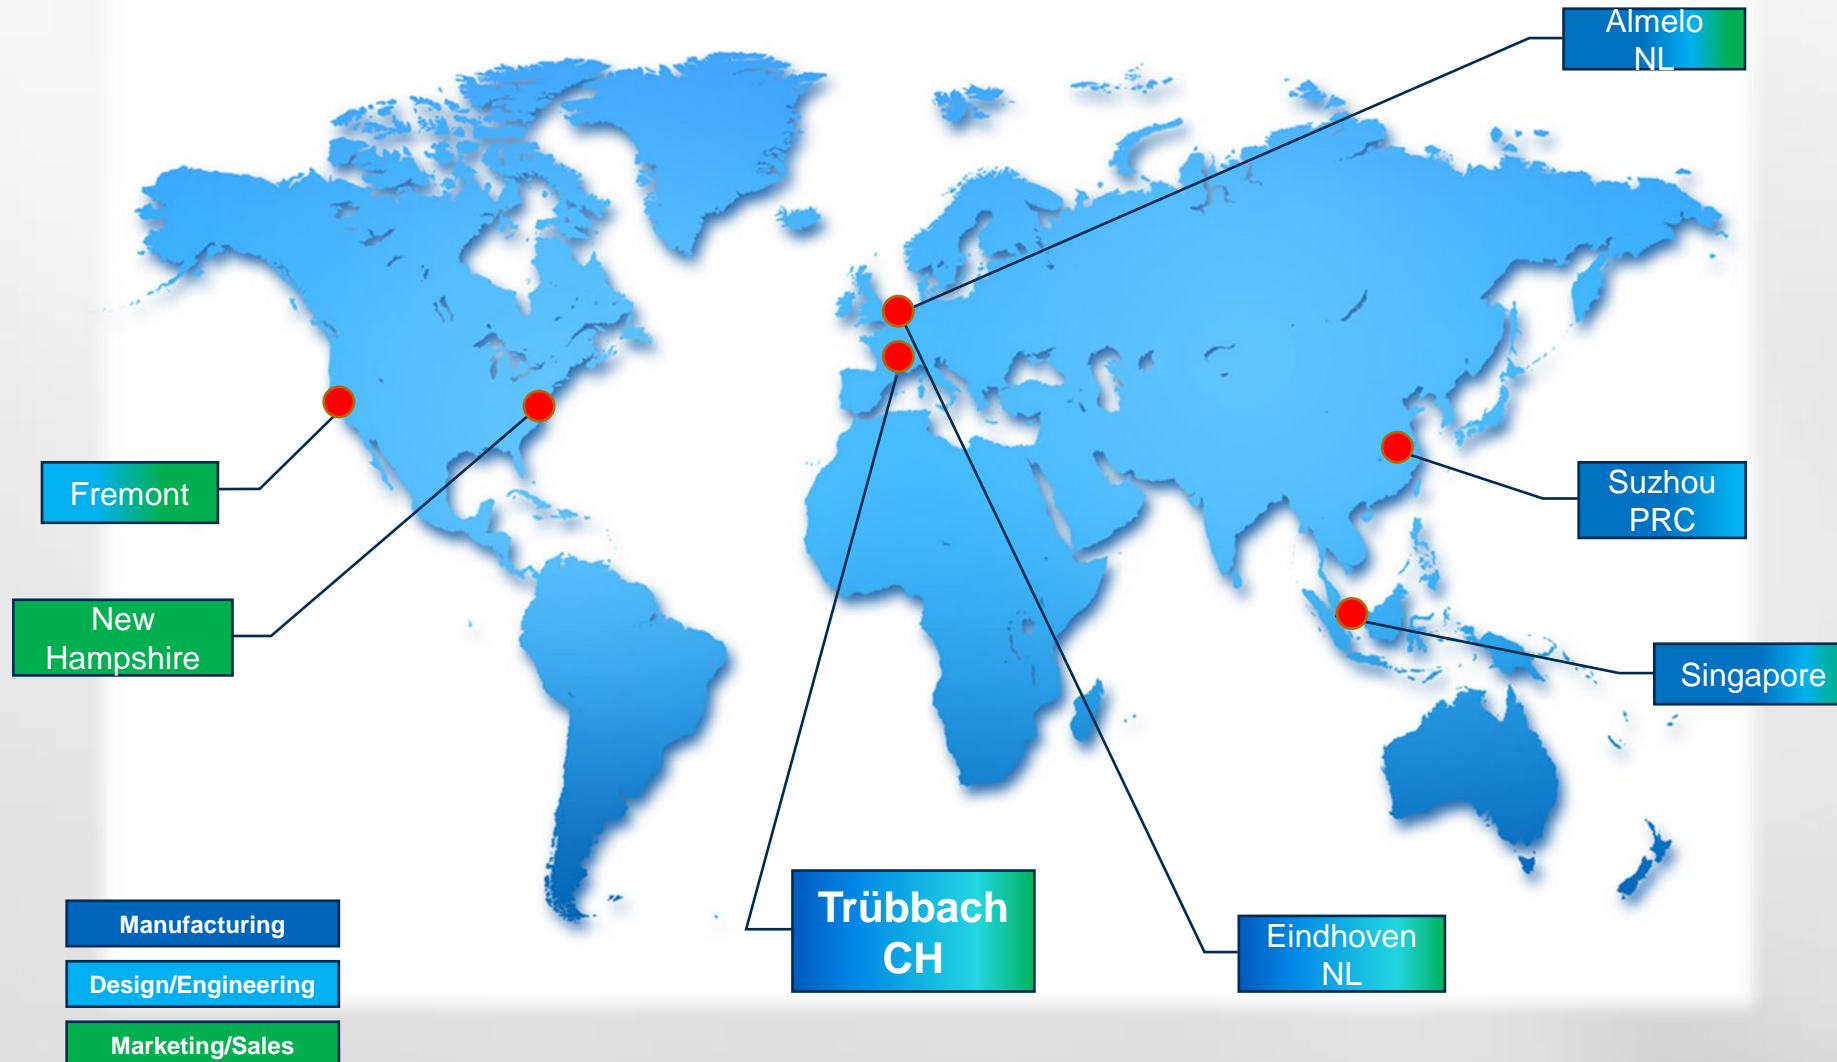 Almelo
NL
Fremont
Suzhou
PRC
New
Hampshire
Singapore
Trübbach
CH
Eindhoven
NL
Manufacturing
Design/Engineering
Marketing/Sales